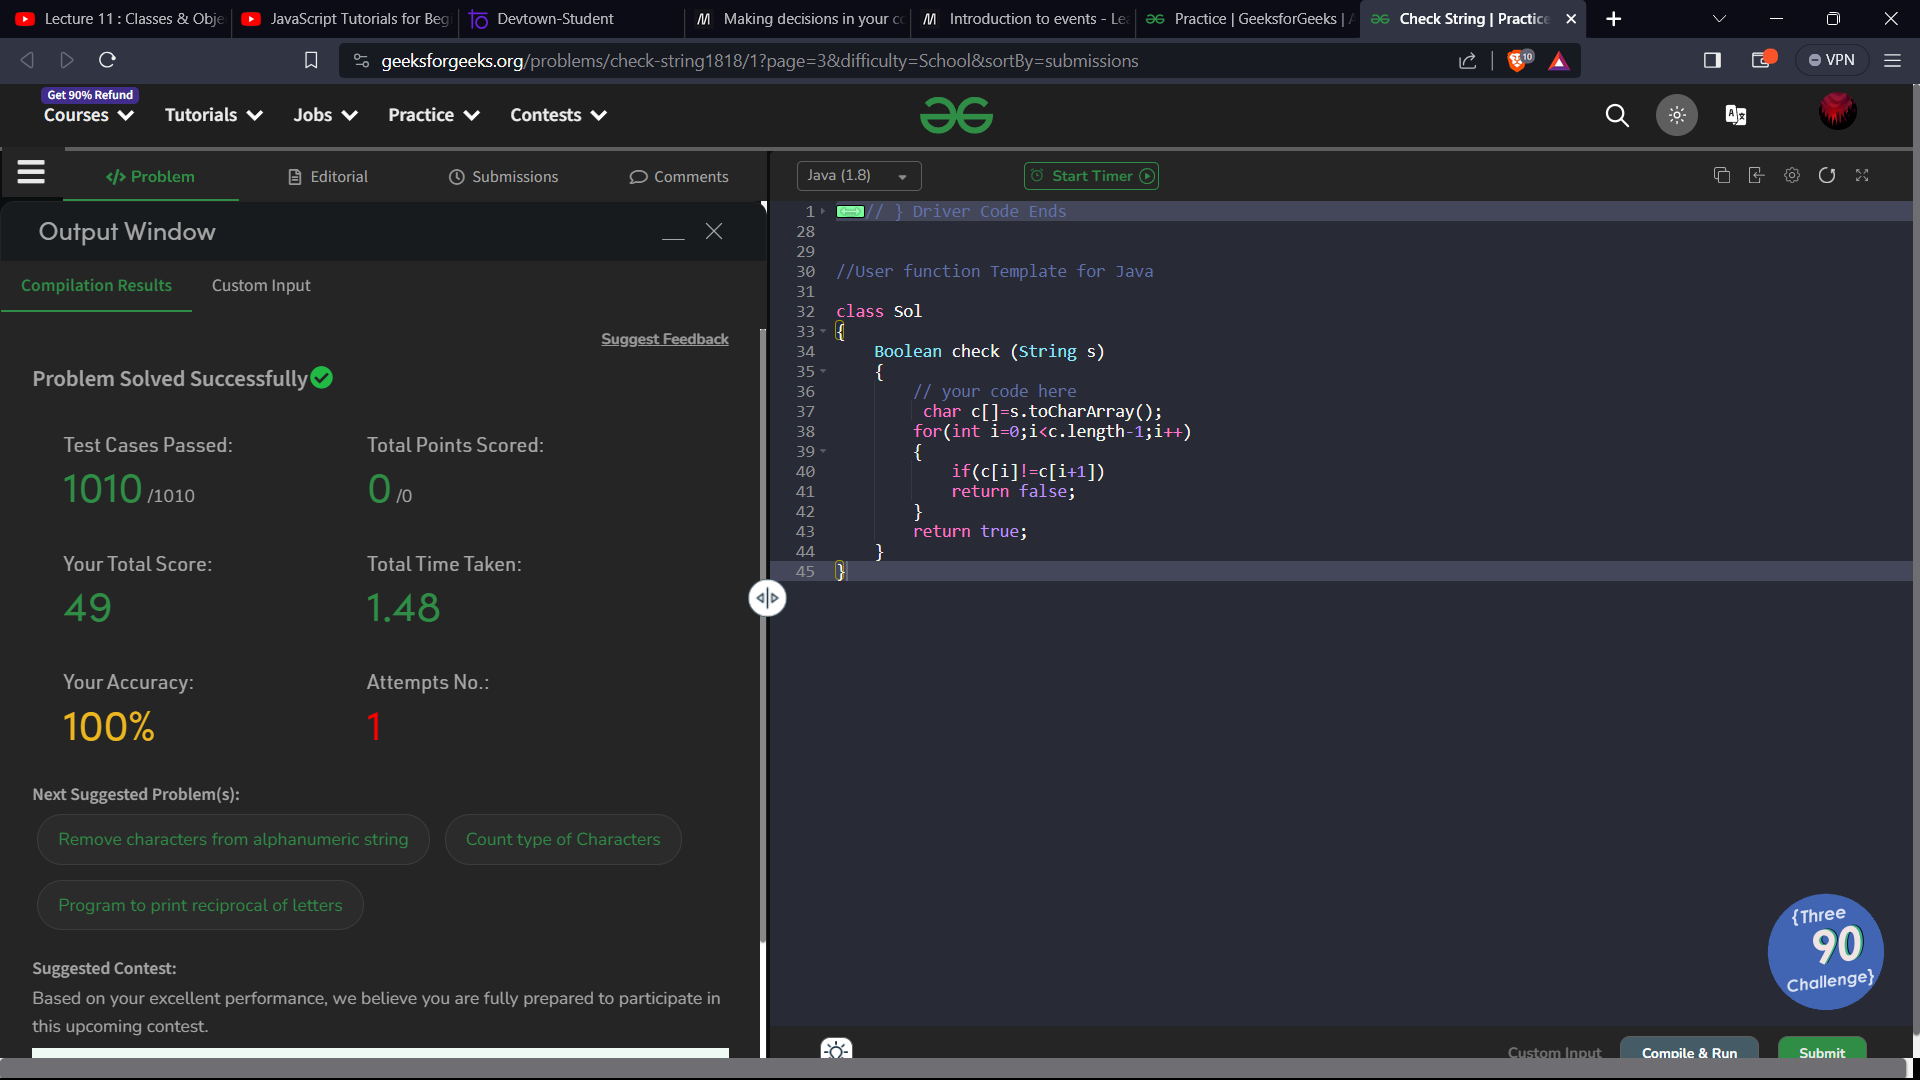 Lecture 11 : Classes & Obje
JavaScript Tutorials for Beg
Devtown-Student
Making decisions in your co
Introduction to events - Le
Practice | GeeksforGeeks | A
Check String | Practice
geeksforgeeks.org/problems/check-string1818/1?page=3&difficulty=School&sortBy=submissions
10
VPN
Get 90% Refund
Courses
Tutorials
Jobs
Practice
Contests
</> Problem
Editorial
Submissions
Comments
Java (1.8)
Start Timer
Output Window
Compilation Results
Custom Input
Suggest Feedback
Problem Solved Successfully
Test Cases Passed:
1010 /1010
Total Points Scored:
0 /0
Your Total Score:
49
Total Time Taken:
1.48
Your Accuracy:
100%
Attempts No.:
1
Next Suggested Problem(s):
Remove characters from alphanumeric string
Count type of Characters
Program to print reciprocal of letters
Suggested Contest:
Based on your excellent performance, we believe you are fully prepared to participate in
this upcoming contest.
1 // } Driver Code Ends
28
29
30 //User function Template for Java
31
32 class Sol
33 {
34 Boolean check (String s)
35 {
36 // your code here
37 char c[]=s.toCharArray();
38 for(int i=0;i<c.length-1;i++)
39 {
40 if(c[i]!=c[i+1])
41 return false;
42 }
43 return true;
44 }
45 }
{Three
90
Challenge}
Custom Input
Compile & Run
Submit